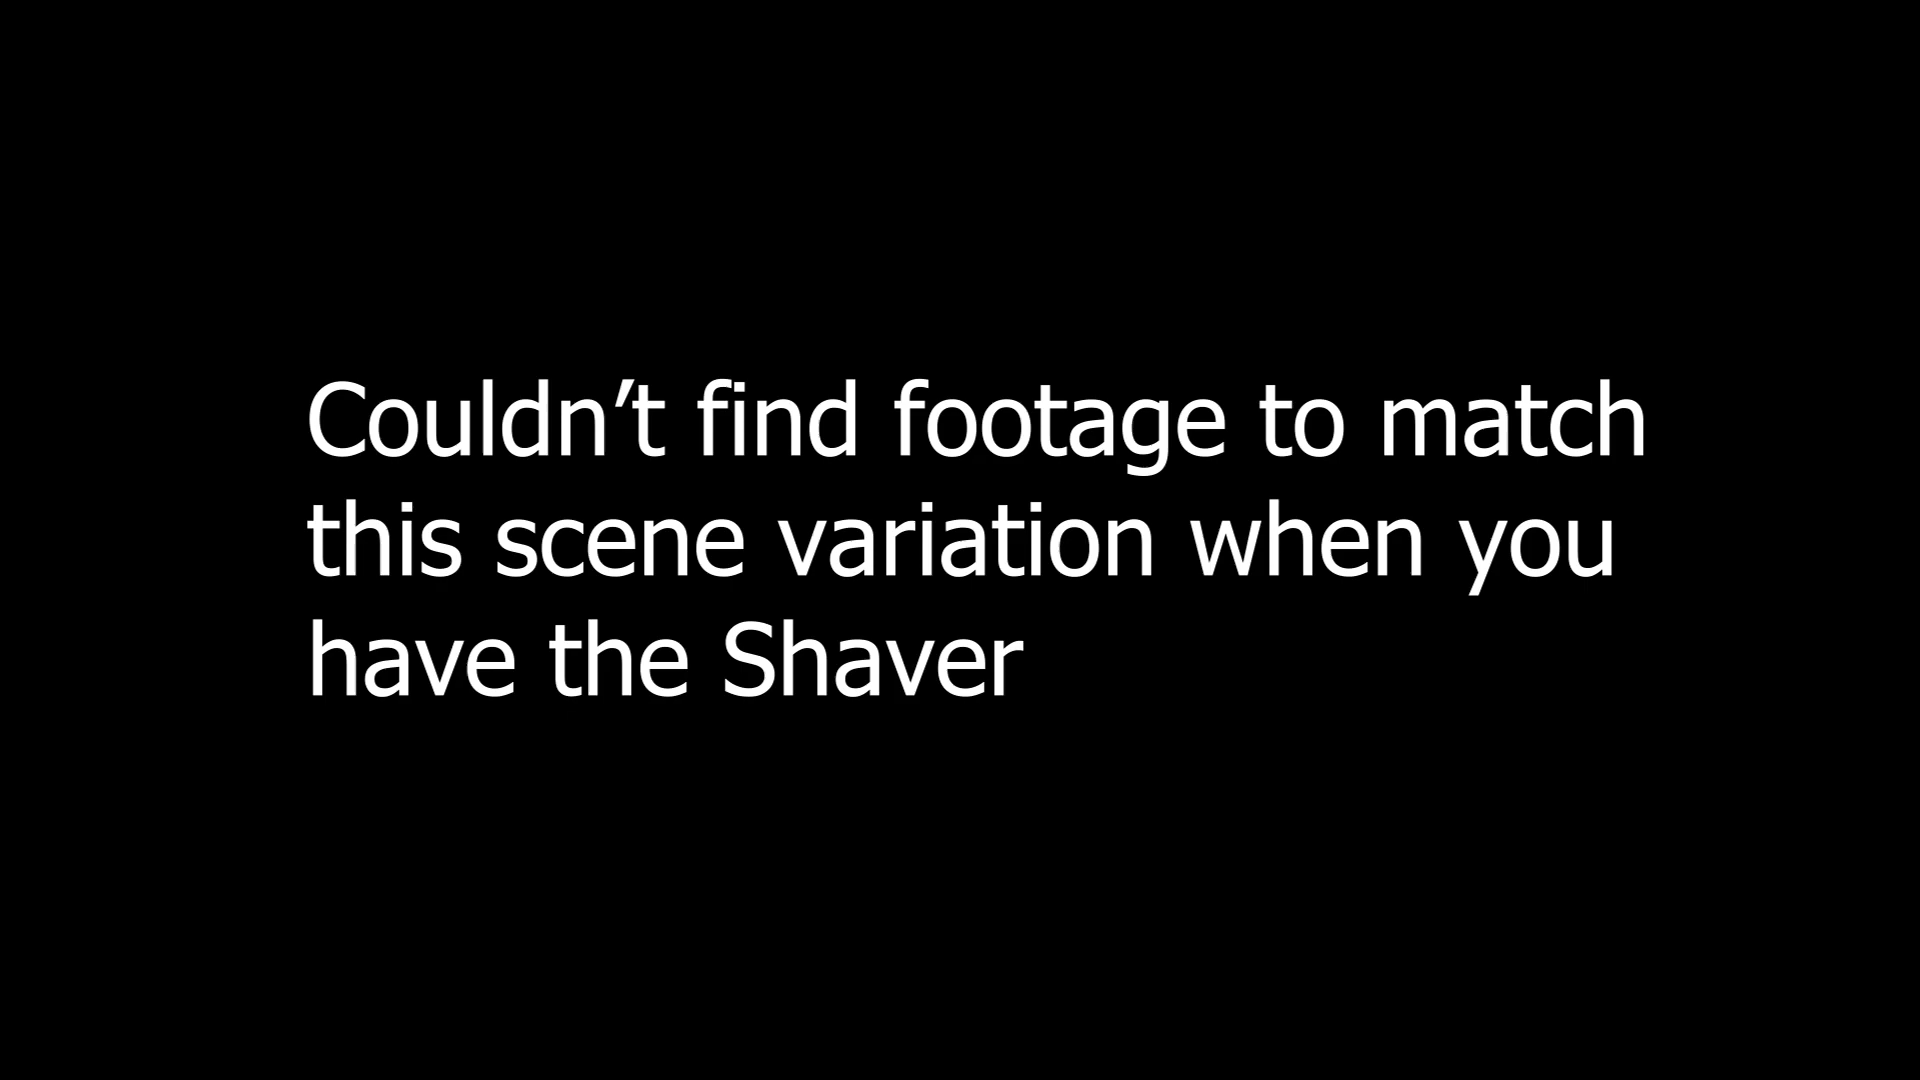 Couldn’t find footage to match
this scene variation when you
have the Shaver